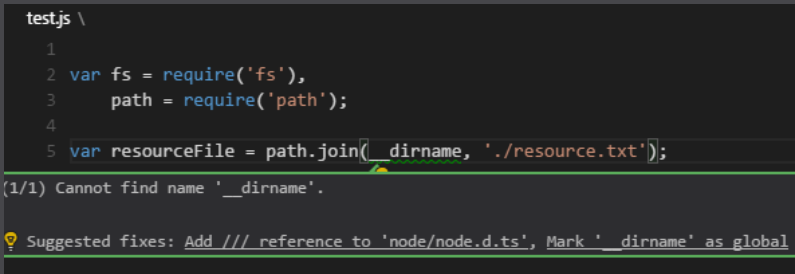 test.js \
1
2 var fs = require('fs'),
3 path = require('path');
4
5 var resourceFile = path.join(__dirname, './resource.txt');
(1/1) Cannot find name '__dirname'.
Suggested fixes: Add /// reference to 'node/node.d.ts', Mark '__dirname' as global